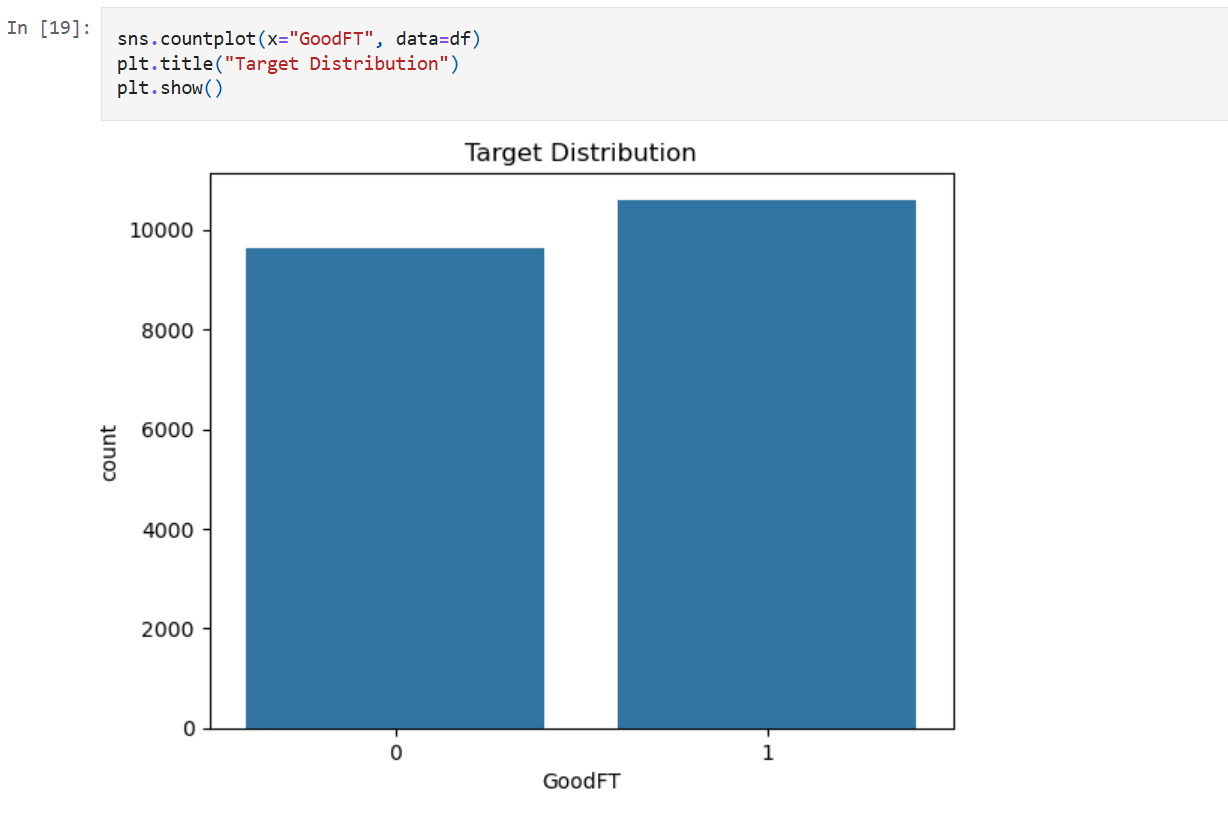 In [19]:
sns.countplot(x="GoodFT", data=df)
plt.title("Target Distribution")
plt.show()
Target Distribution
10000
8000
6000
4000
2000
0
count
0 1
GoodFT